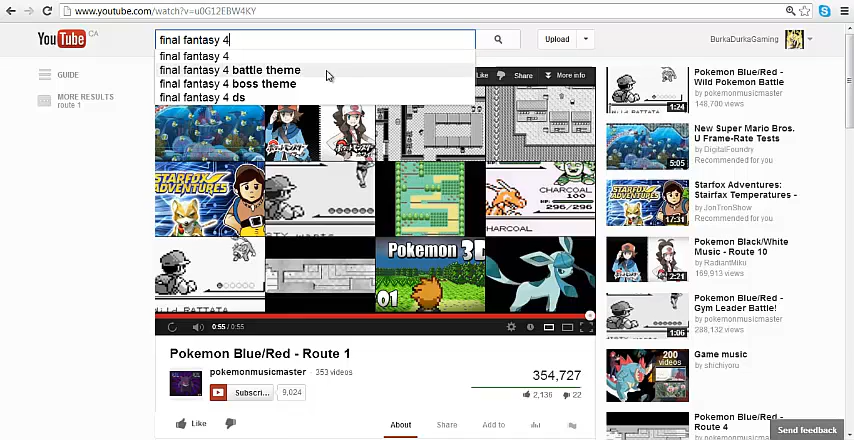 www.youtube.com/watch?v=u0G12EBW4KY
YouTube CA
final fantasy 4
Upload
BurkaDurkaGaming
final fantasy 4
final fantasy 4 battle theme
final fantasy 4 boss theme
final fantasy 4 ds
Like
Share
More info
GUIDE
MORE RESULTS
route 1
STARFOX
ADVENTURES
CHARCOAL
HP:
296/296
CHARCOAL
Wild RATTATA
Pokemon 3D
01
0:55 / 0:55
Pokemon Blue/Red - Route 1
pokemonmusicmaster · 353 videos
Subscri...
9,024
354,727
2,136
22
Like
About
Share
Add to
Pokemon Blue/Red -
Wild Pokemon Battle
by pokemonmusicmaster
148,700 views
1:24
New Super Mario Bros.
U Frame-Rate Tests
by DigitalFoundry
Recommended for you
5:05
Starfox Adventures:
Stairfax Temperatures -
by JonTronShow
Recommended for you
STARFOX
ADVENTURES
17:31
Pokemon Black/White
Music - Route 10
by RadiantMiku
169,913 views
2:21
Pokemon Blue/Red -
Gym Leader Battle!
by pokemonmusicmaster
288,132 views
1:06
Game music
by shichiyoru
200
videos
Pokemon Blue/Red -
Route 4
Send feedback